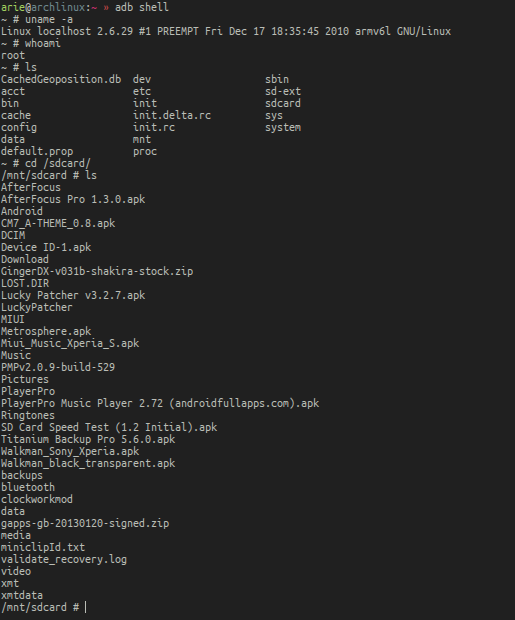 arie@archlinux:~ » adb shell
~ # uname -a
Linux localhost 2.6.29 #1 PREEMPT Fri Dec 17 18:35:45 2010 armv6l GNU/Linux
~ # whoami
root
~ # ls
CachedGeoposition.db dev sbin
acct etc sd-ext
bin init sdcard
cache init.delta.rc sys
config init.rc system
data mnt
default.prop proc
~ # cd /sdcard/
/mnt/sdcard # ls
AfterFocus
AfterFocus Pro 1.3.0.apk
Android
CM7_A-THEME_0.8.apk
DCIM
Device ID-1.apk
Download
GingerDX-v031b-shakira-stock.zip
LOST.DIR
Lucky Patcher v3.2.7.apk
LuckyPatcher
MIUI
Metrosphere.apk
Miui_Music_Xperia_S.apk
Music
PMPv2.0.9-build-529
Pictures
PlayerPro
PlayerPro Music Player 2.72 (androidfullapps.com).apk
Ringtones
SD Card Speed Test (1.2 Initial).apk
Titanium Backup Pro 5.6.0.apk
Walkman_Sony_Xperia.apk
Walkman_black_transparent.apk
backups
bluetooth
clockworkmod
data
gapps-gb-20130120-signed.zip
media
miniclipId.txt
validate_recovery.log
video
xmt
xmtdata
/mnt/sdcard #